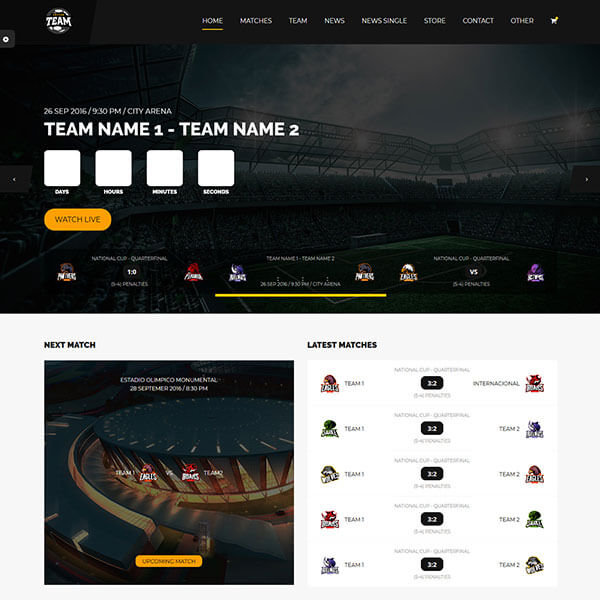 TEAM
HOME MATCHES TEAM NEWS NEWS SINGLE STORE CONTACT OTHER
26 SEP 2016 / 9:30 PM / CITY ARENA
TEAM NAME 1 - TEAM NAME 2
DAYS HOURS MINUTES SECONDS
WATCH LIVE
NATIONAL CUP - QUARTERFINAL
1:0
(5-4) PENALTIES
TEAM NAME 1 - TEAM NAME 2
26 SEP 2016 / 9:30 PM / CITY ARENA
NATIONAL CUP - QUARTERFINAL
VS
(5-4) PENALTIES
NEXT MATCH
ESTADIO OLIMPICO MONUMENTAL
28 SEPTEMER 2016 / 8:30 PM
TEAM 1 EAGLES VS TEAM2
UPCOMING MATCH
LATEST MATCHES
NATIONAL CUP - QUARTERFINAL
EAGLES TEAM 1 3:2 INTERNACIONAL
(5-4) PENALTIES
NATIONAL CUP - QUARTERFINAL
TEAM 1 3:2 TEAM 2
(5-4) PENALTIES
NATIONAL CUP - QUARTERFINAL
TEAM 1 3:2 TEAM 2 EAGLES
(5-4) PENALTIES
NATIONAL CUP - QUARTERFINAL
TEAM 1 3:2 TEAM 2
(5-4) PENALTIES
NATIONAL CUP - QUARTERFINAL
TEAM 1 3:2 TEAM 2
(5-4) PENALTIES